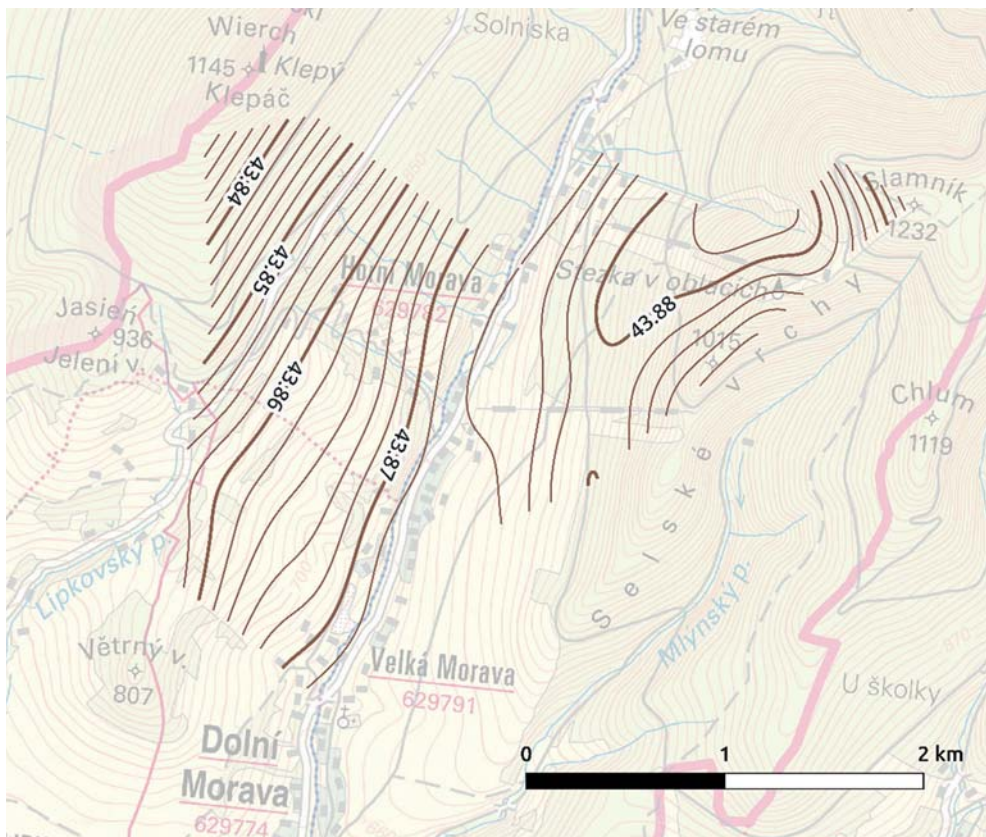 Wierch
1145
Klepý
Klepáč
Solniska
Ve starém
lomu
Slamník
1232
43.84
43.85
Horní Morava
629782
Stezka v oblacích
43.88
1015
Jasień
936
Jelení v.
43.86
Chlum
1119
43.87
Selské vrchy
Lipkovský p.
Mlýnský p.
Větrný v.
807
Velká Morava
629791
U školky
Dolní
Morava
629774
0 1 2 km